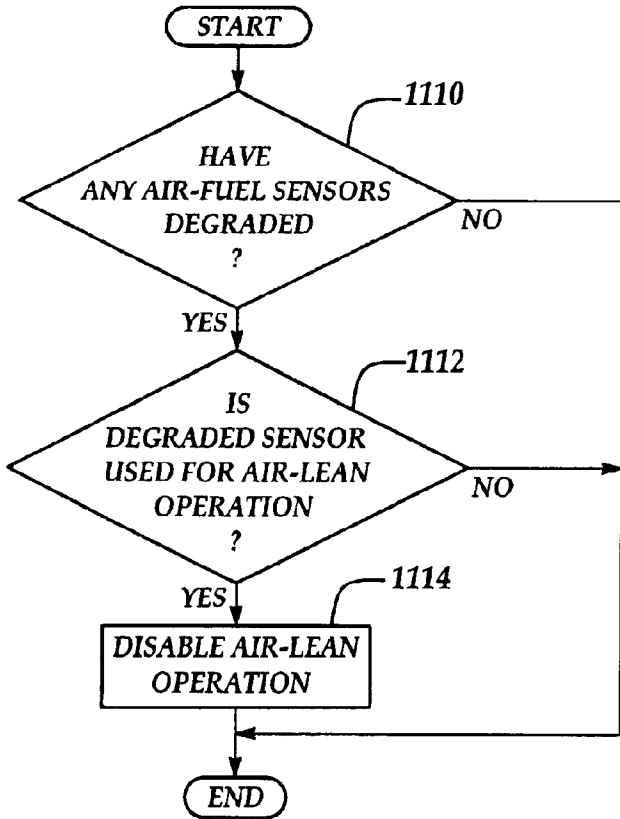 START
1110
HAVE
ANY AIR-FUEL SENSORS
DEGRADED
?
NO
YES
1112
IS
DEGRADED SENSOR
USED FOR AIR-LEAN
OPERATION
?
NO
YES
1114
DISABLE AIR-LEAN
OPERATION
END